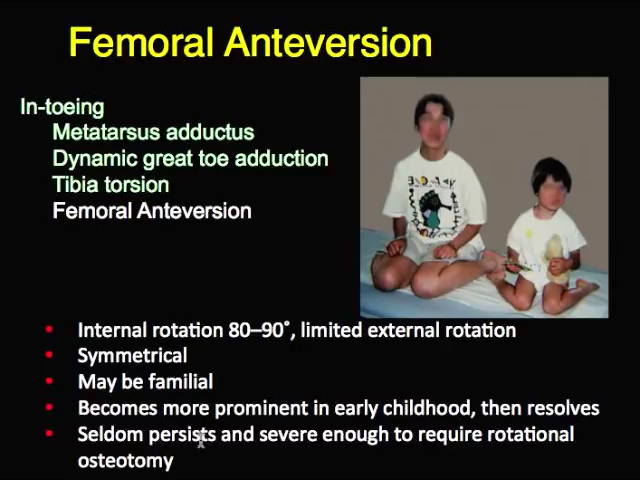 Femoral Anteversion
In-toeing
Metatarsus adductus
Dynamic great toe adduction
Tibia torsion
Femoral Anteversion
• Internal rotation 80–90°, limited external rotation
• Symmetrical
• May be familial
• Becomes more prominent in early childhood, then resolves
• Seldom persists and severe enough to require rotational
osteotomy